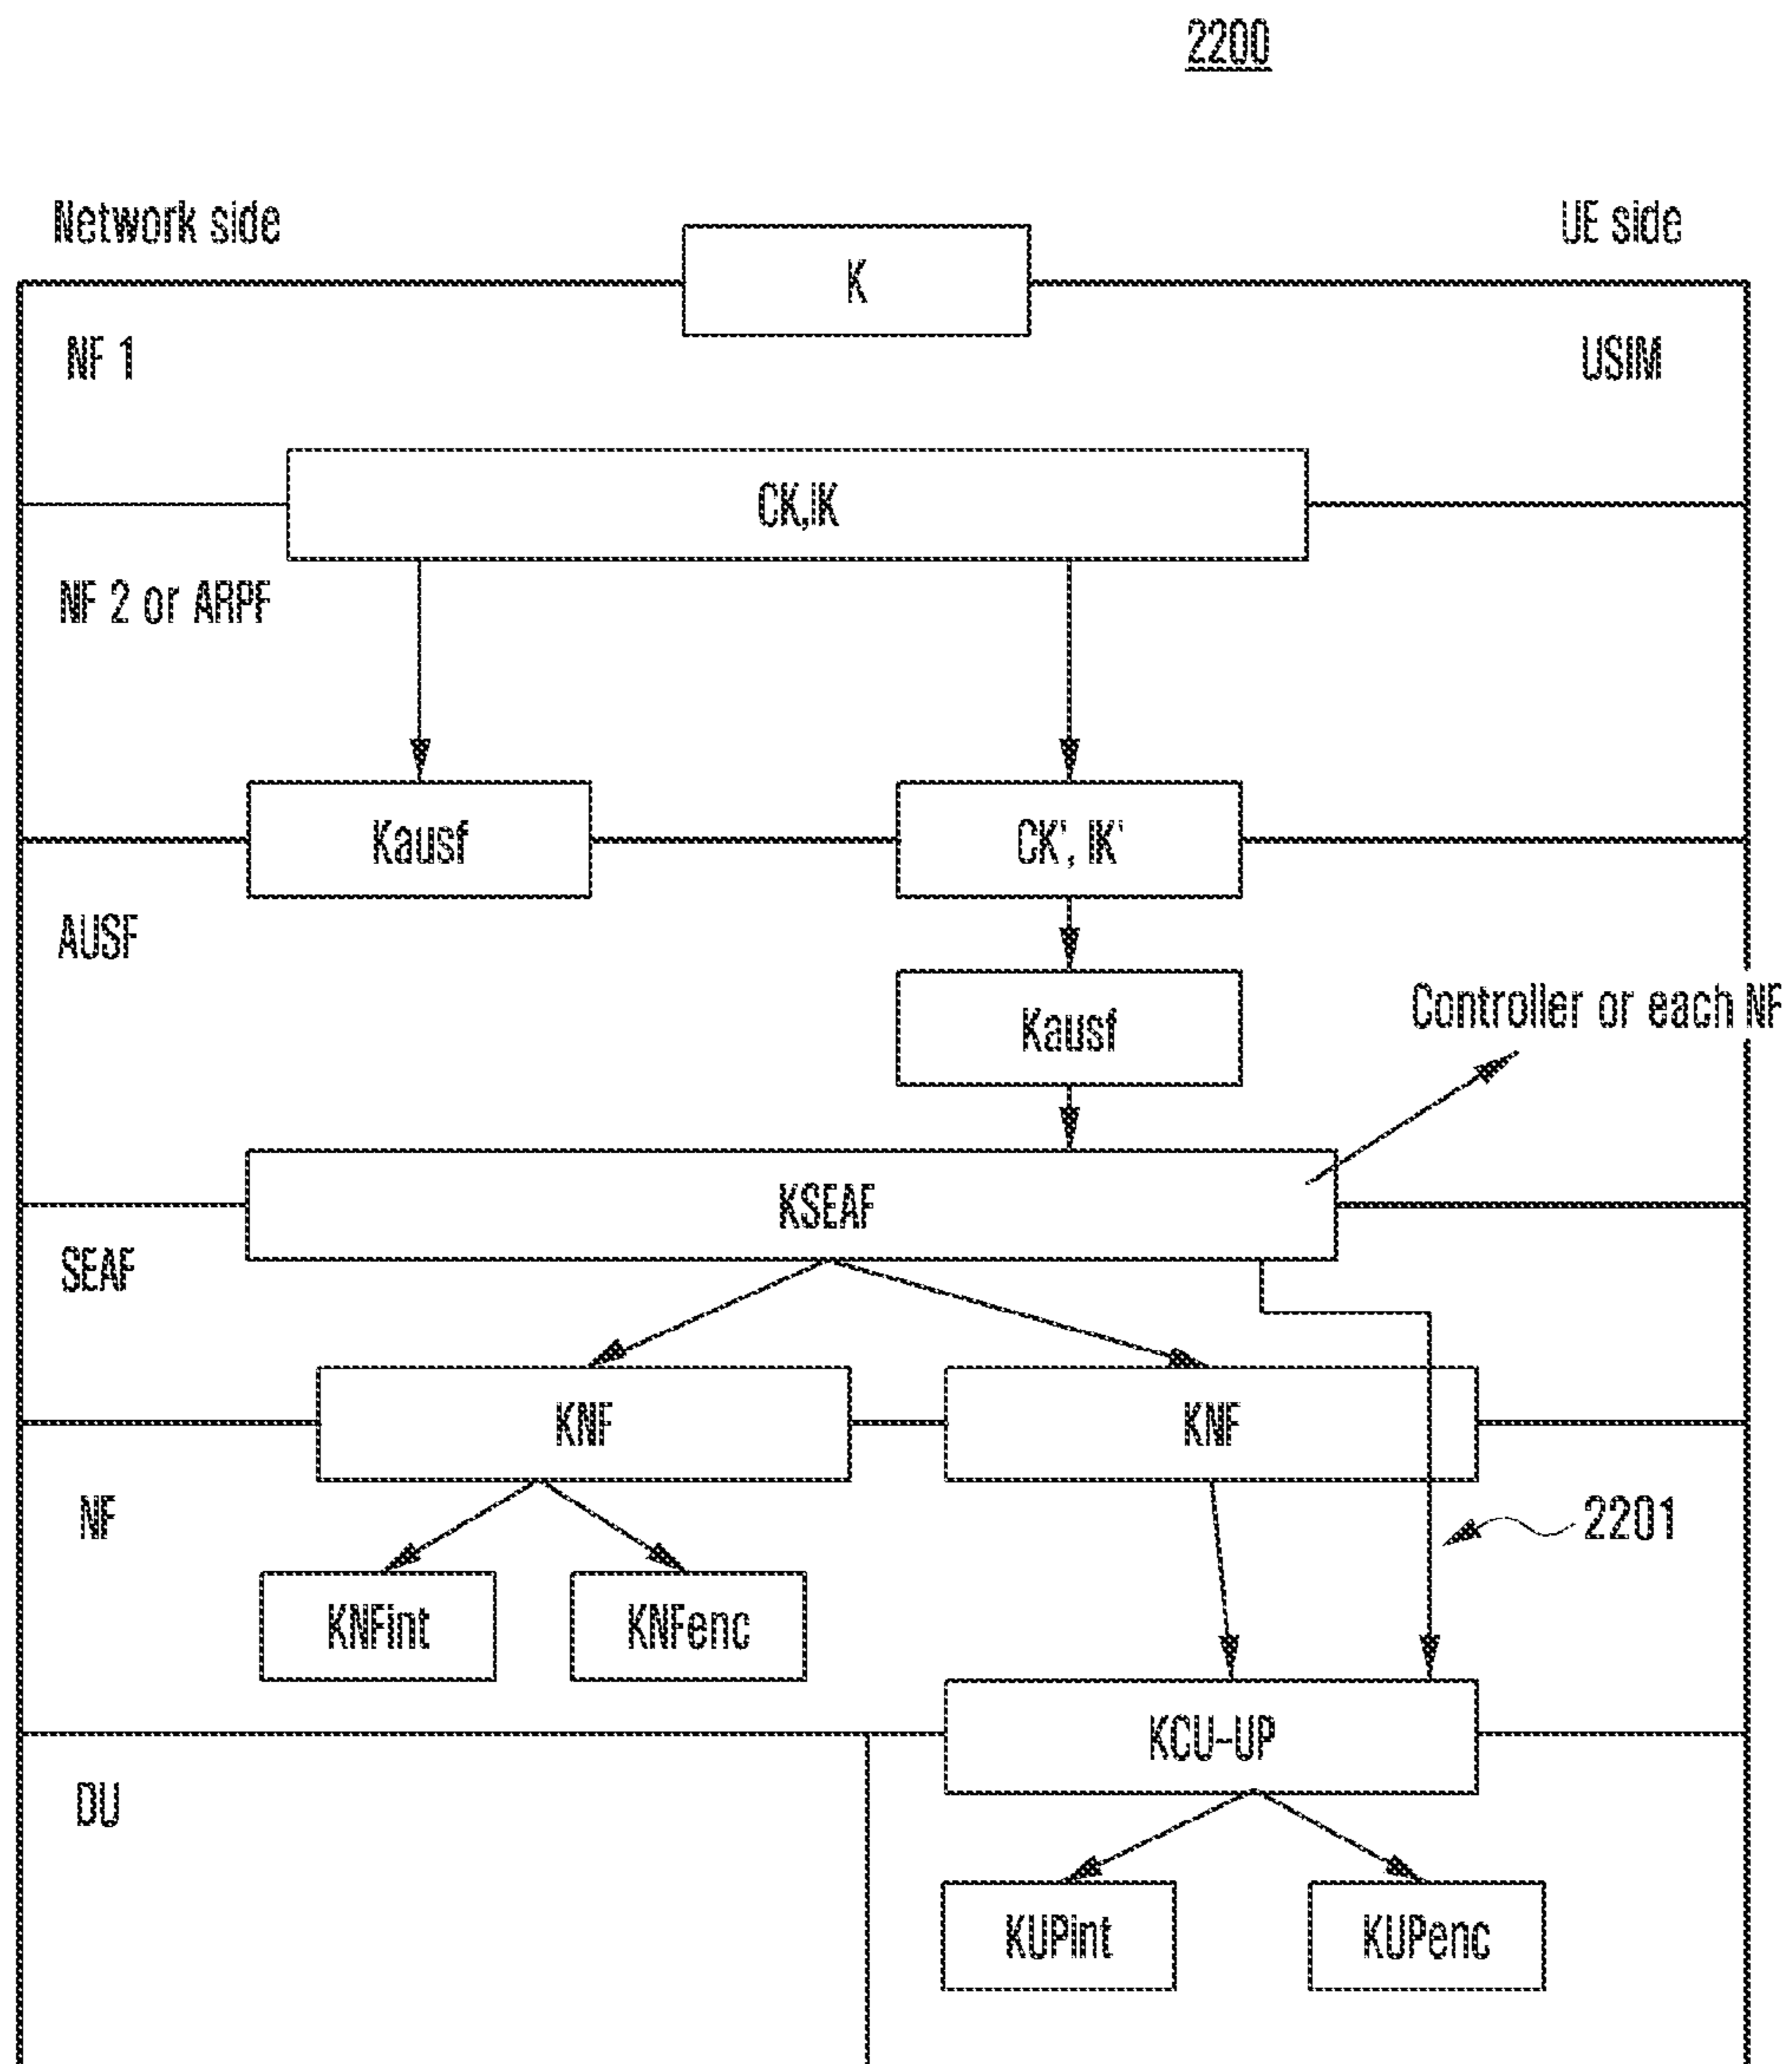 2200
Network side
UE side
K
NF 1
USIM
CK,IK
NF 2 or ARPF
Kausf
CK', IK'
AUSF
Kausf
Controller or each NF
KSEAF
SEAF
KNF
KNF
NF
2201
KNFint
KNFenc
KCU-UP
DU
KUPint
KUPenc